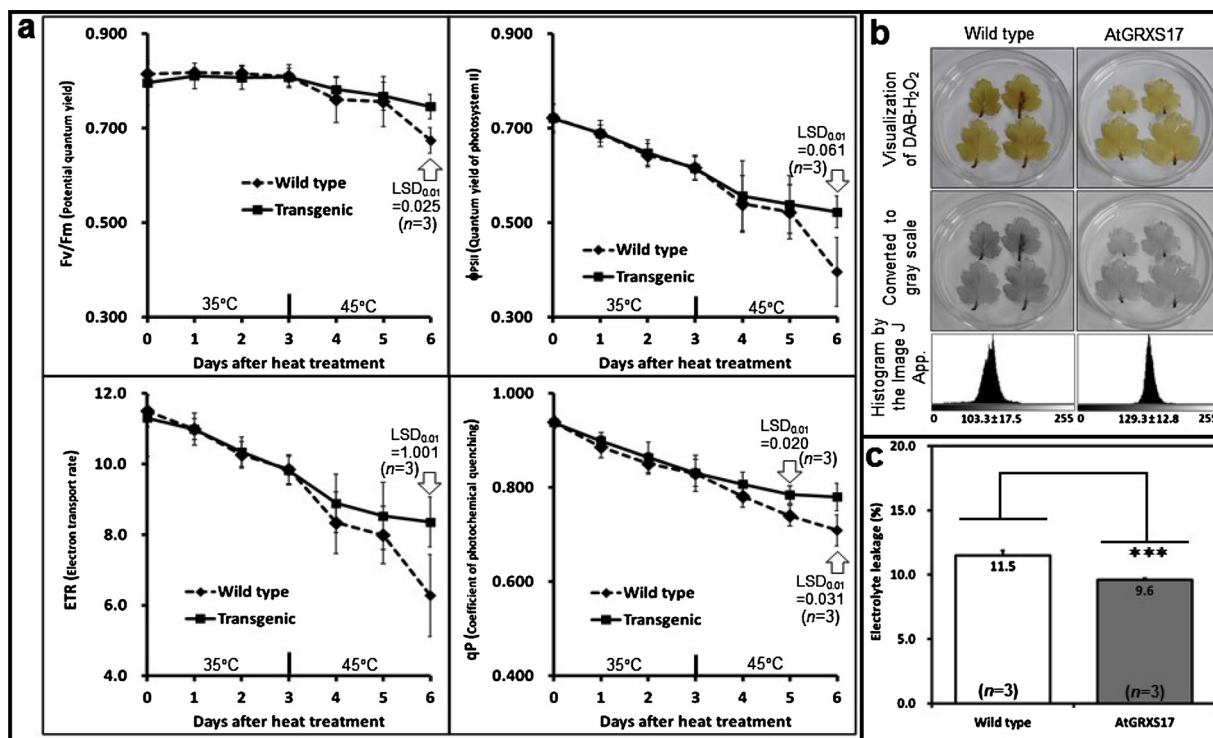 a
0.900
0.700
0.500
0.300
Fv/Fm (Potential quantum yield)
Wild type
Transgenic
LSD0.01
=0.025
(n=3)
35°C
45°C
0 1 2 3 4 5 6
Days after heat treatment
0.900
0.700
0.500
0.300
ΦPSII (Quantum yield of photosystem II)
LSD0.01
=0.061
(n=3)
Wild type
Transgenic
35°C
45°C
0 1 2 3 4 5 6
Days after heat treatment
12.0
10.0
8.0
6.0
4.0
ETR (Electron transport rate)
LSD0.01
=1.001
(n=3)
Wild type
Transgenic
35°C
45°C
0 1 2 3 4 5 6
Days after heat treatment
1.000
0.800
0.600
0.400
qP (Coefficient of photochemical quenching)
LSD0.01
=0.020
(n=3)
Wild type
Transgenic
LSD0.01
=0.031
(n=3)
35°C
45°C
0 1 2 3 4 5 6
Days after heat treatment
b
Wild type
AtGRXS17
Visualization
of DAB-H₂O₂
Converted to
gray scale
Histogram by
the Image J
App.
0 103.3±17.5 255
0 129.3±12.8 255
c
20.0
15.0
10.0
5.0
0.0
Electrolyte leakage (%)
11.5
***
9.6
(n=3)
(n=3)
Wild type
AtGRXS17